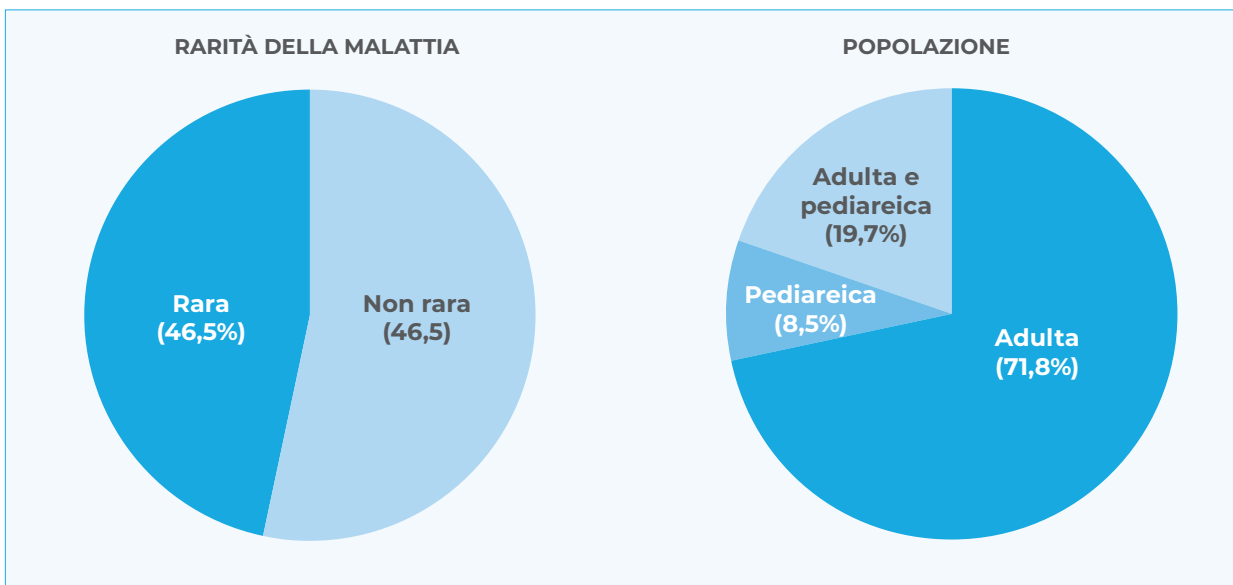 RARITÀ DELLA MALATTIA
Rara
(46,5%)
Non rara
(46,5)
POPOLAZIONE
Adulta e
pediareica
(19,7%)
Pediareica
(8,5%)
Adulta
(71,8%)